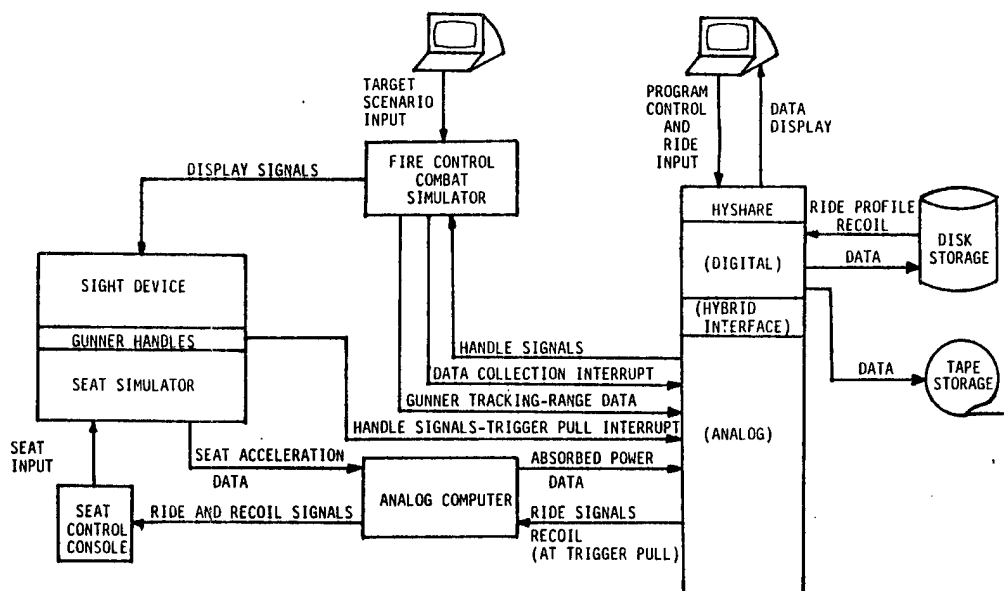 TARGET
SCENARIO
INPUT
PROGRAM
CONTROL
AND
RIDE
INPUT
DATA
DISPLAY
DISPLAY SIGNALS
FIRE CONTROL
COMBAT
SIMULATOR
HYSHARE
(DIGITAL)
(HYBRID
INTERFACE)
(ANALOG)
RIDE PROFILE
RECOIL
DATA
DISK
STORAGE
DATA
TAPE
STORAGE
SIGHT DEVICE
GUNNER HANDLES
SEAT SIMULATOR
HANDLE SIGNALS
DATA COLLECTION INTERRUPT
GUNNER TRACKING-RANGE DATA
HANDLE SIGNALS-TRIGGER PULL INTERRUPT
SEAT
INPUT
SEAT ACCELERATION
DATA
ANALOG COMPUTER
ABSORBED POWER
DATA
SEAT
CONTROL
CONSOLE
RIDE AND RECOIL SIGNALS
RIDE SIGNALS
RECOIL
(AT TRIGGER PULL)